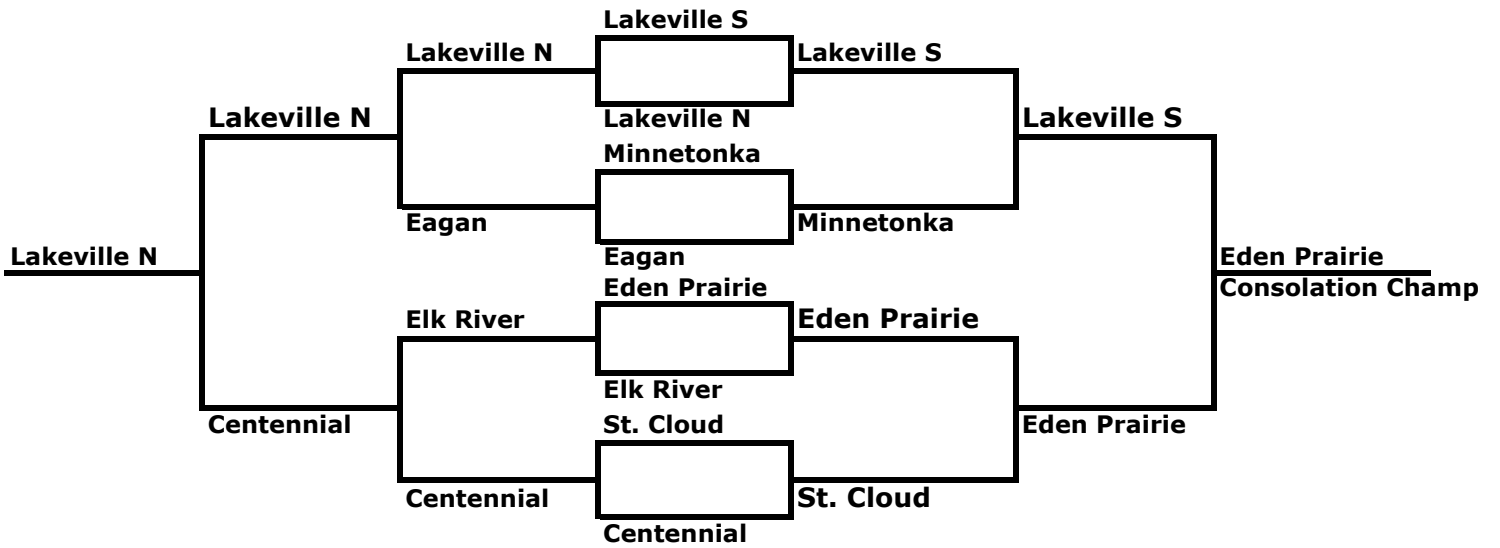 Lakeville S
Lakeville N
Lakeville S
Lakeville N
Lakeville N
Lakeville S
Minnetonka
Eagan
Minnetonka
Lakeville N
Eagan
Eden Prairie
Eden Prairie
Consolation Champ
Elk River
Eden Prairie
Elk River
Centennial
St. Cloud
Eden Prairie
Centennial
St. Cloud
Centennial